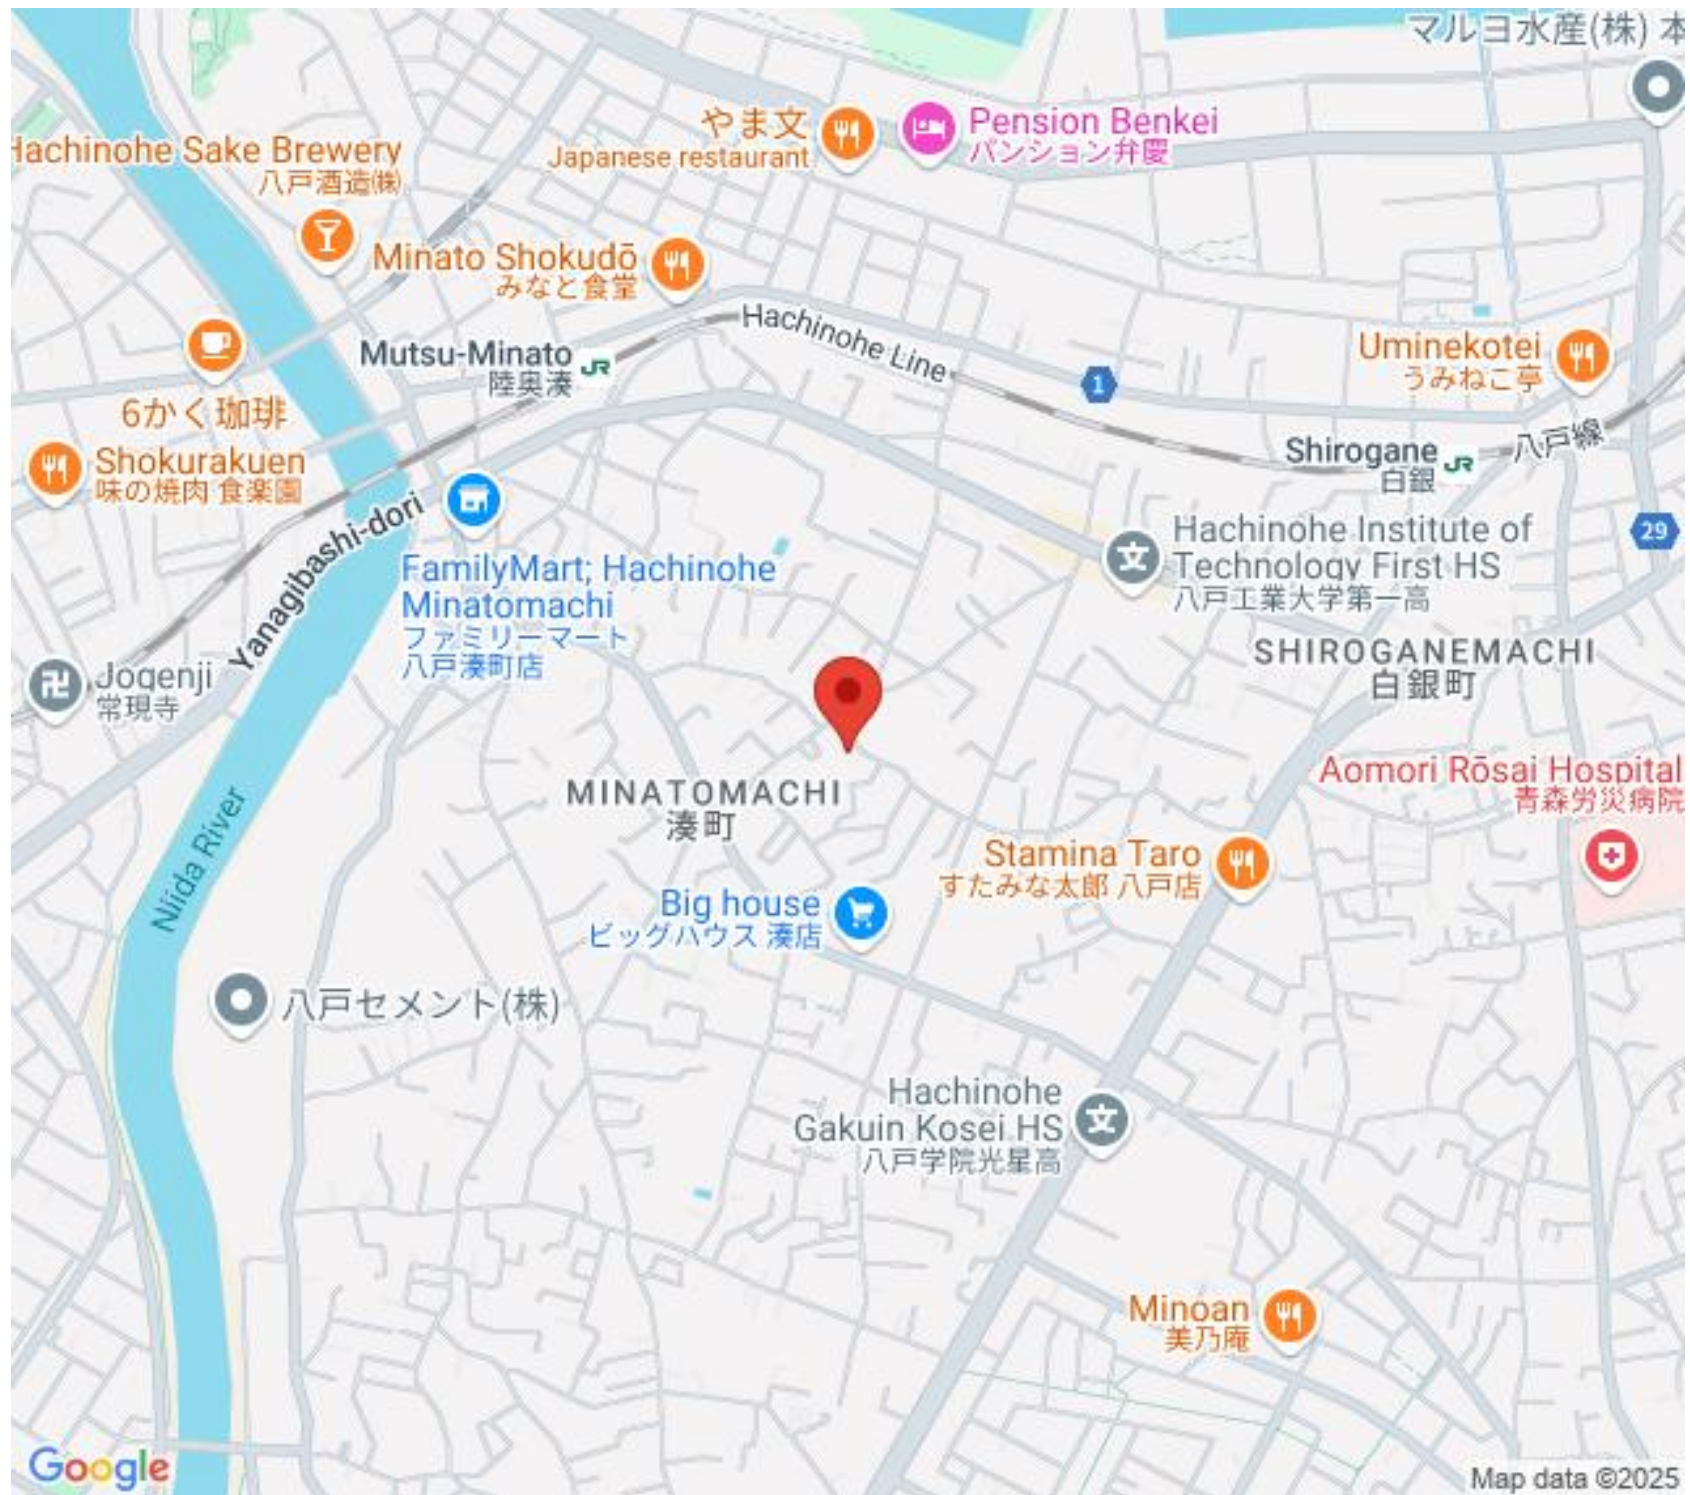 マルヨ水産(株) 本
やま文
Japanese restaurant
Pension Benkei
パンション弁慶
Hachinohe Sake Brewery
八戸酒造㈱
Minato Shokudō
みなと食堂
Hachinohe Line
Mutsu-Minato
陸奥湊
JR
1
Uminekotei
うみねこ亭
6かく珈琲
Shokurakuen
味の焼肉 食楽園
Shirogane
白銀
JR
八戸線
29
Yanagibashi-dori
FamilyMart; Hachinohe
Minatomachi
ファミリーマート
八戸湊町店
文
Hachinohe Institute of
Technology First HS
八戸工業大学第一高
SHIROGANEMACHI
白銀町
卍
Jogenji
常現寺
MINATOMACHI
湊町
Aomori Rōsai Hospital
青森労災病院
Niida River
Stamina Taro
すたみな太郎 八戸店
Big house
ビッグハウス 湊店
八戸セメント(株)
Hachinohe
Gakuin Kosei HS
八戸学院光星高
文
Minoan
美乃庵
Google
Map data ©2025